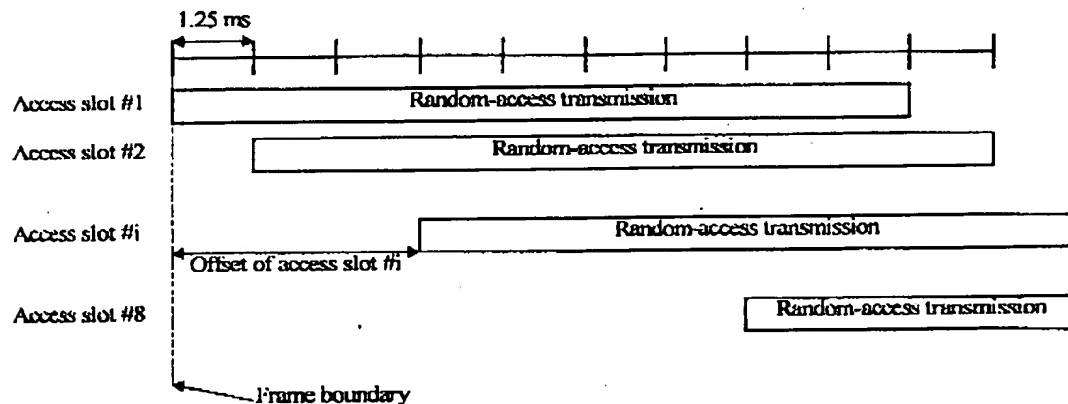 1.25 ms
Access slot #1
Random-access transmission
Access slot #2
Random-access transmission
Access slot #i
Random-access transmission
Offset of access slot #i
Access slot #8
Random-access transmission
Frame boundary